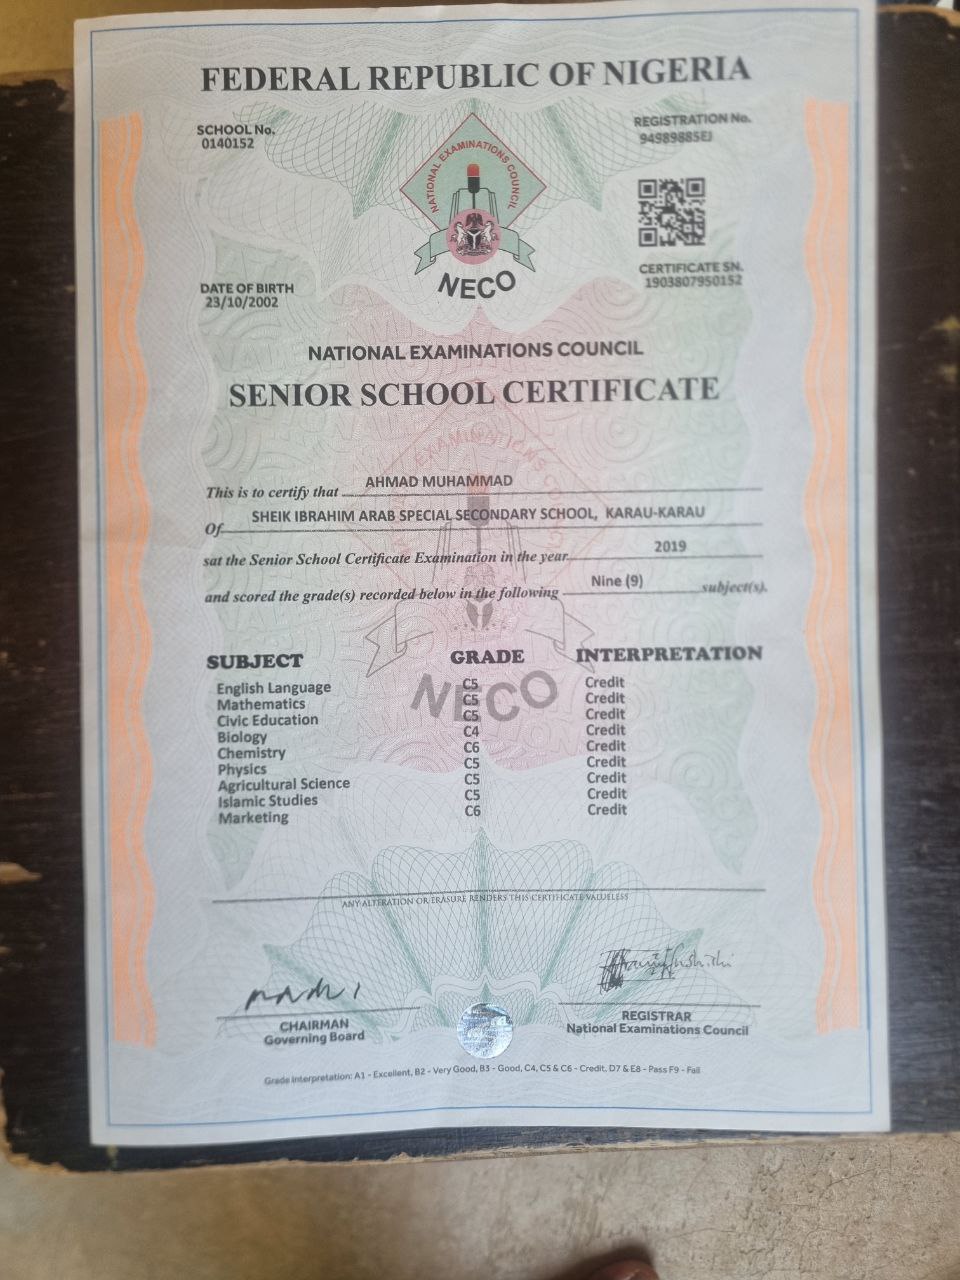 FEDERAL REPUBLIC OF NIGERIA
SCHOOL No.
0140152
REGISTRATION No.
94989885EJ
NATIONAL EXAMINATIONS COUNCIL
NECO
CERTIFICATE SN.
1903807950152
DATE OF BIRTH
23/10/2002
NATIONAL EXAMINATIONS COUNCIL
SENIOR SCHOOL CERTIFICATE
This is to certify that AHMAD MUHAMMAD
Of SHEIK IBRAHIM ARAB SPECIAL SECONDARY SCHOOL, KARAU-KARAU
sat the Senior School Certificate Examination in the year 2019
and scored the grade(s) recorded below in the following Nine (9) subject(s).
SUBJECT GRADE INTERPRETATION
English Language C5 Credit
Mathematics C5 Credit
Civic Education C5 Credit
Biology C4 Credit
Chemistry C6 Credit
Physics C5 Credit
Agricultural Science C5 Credit
Islamic Studies C5 Credit
Marketing C6 Credit
NECO
ANY ALTERATION OR ERASURE RENDERS THIS CERTIFICATE VALUELESS
CHAIRMAN
Governing Board
REGISTRAR
National Examinations Council
Grade Interpretation: A1 - Excellent, B2 - Very Good, B3 - Good, C4, C5 & C6 - Credit, D7 & E8 - Pass F9 - Fail